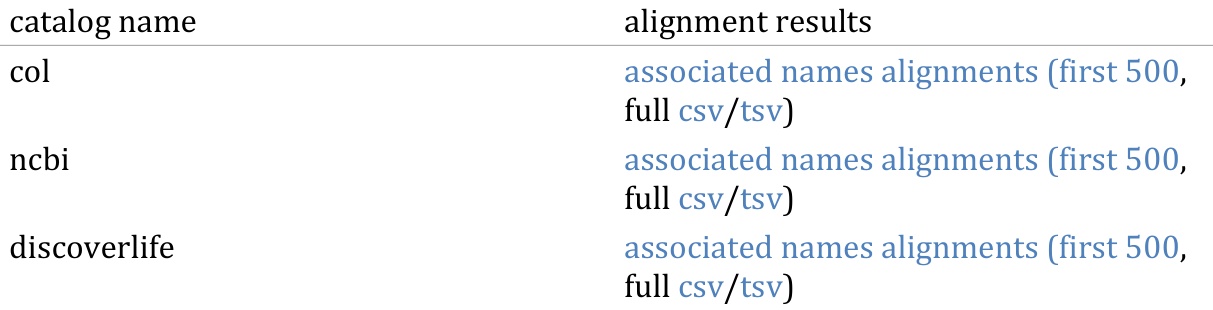 catalog name alignment results
col associated names alignments (first 500,
full csv/tsv)
ncbi associated names alignments (first 500,
full csv/tsv)
discoverlife associated names alignments (first 500,
full csv/tsv)